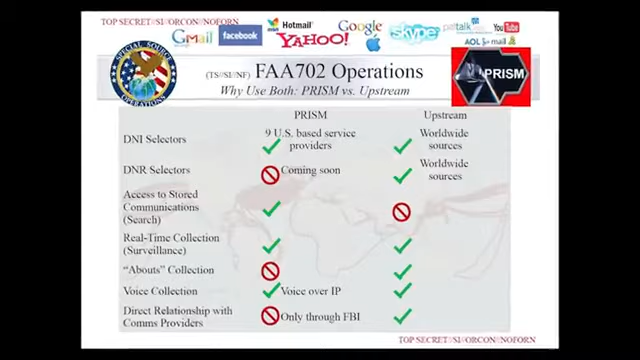 TOP SECRET//SI//ORCON//NOFORN
Gmail
facebook
Hotmail
YAHOO!
Google
skype
paltalk
You Tube
AOL mail
SPECIAL SOURCE
OPERATIONS
(TS//SI//NF) FAA702 Operations
Why Use Both: PRISM vs. Upstream
PRISM
PRISM
Upstream
DNI Selectors
9 U.S. based service
providers
Worldwide
sources
DNR Selectors
Coming soon
Worldwide
sources
Access to Stored
Communications
(Search)
Real-Time Collection
(Surveillance)
"Abouts" Collection
Voice Collection
Voice over IP
Direct Relationship with
Comms Providers
Only through FBI
TOP SECRET//SI//ORCON//NOFORN